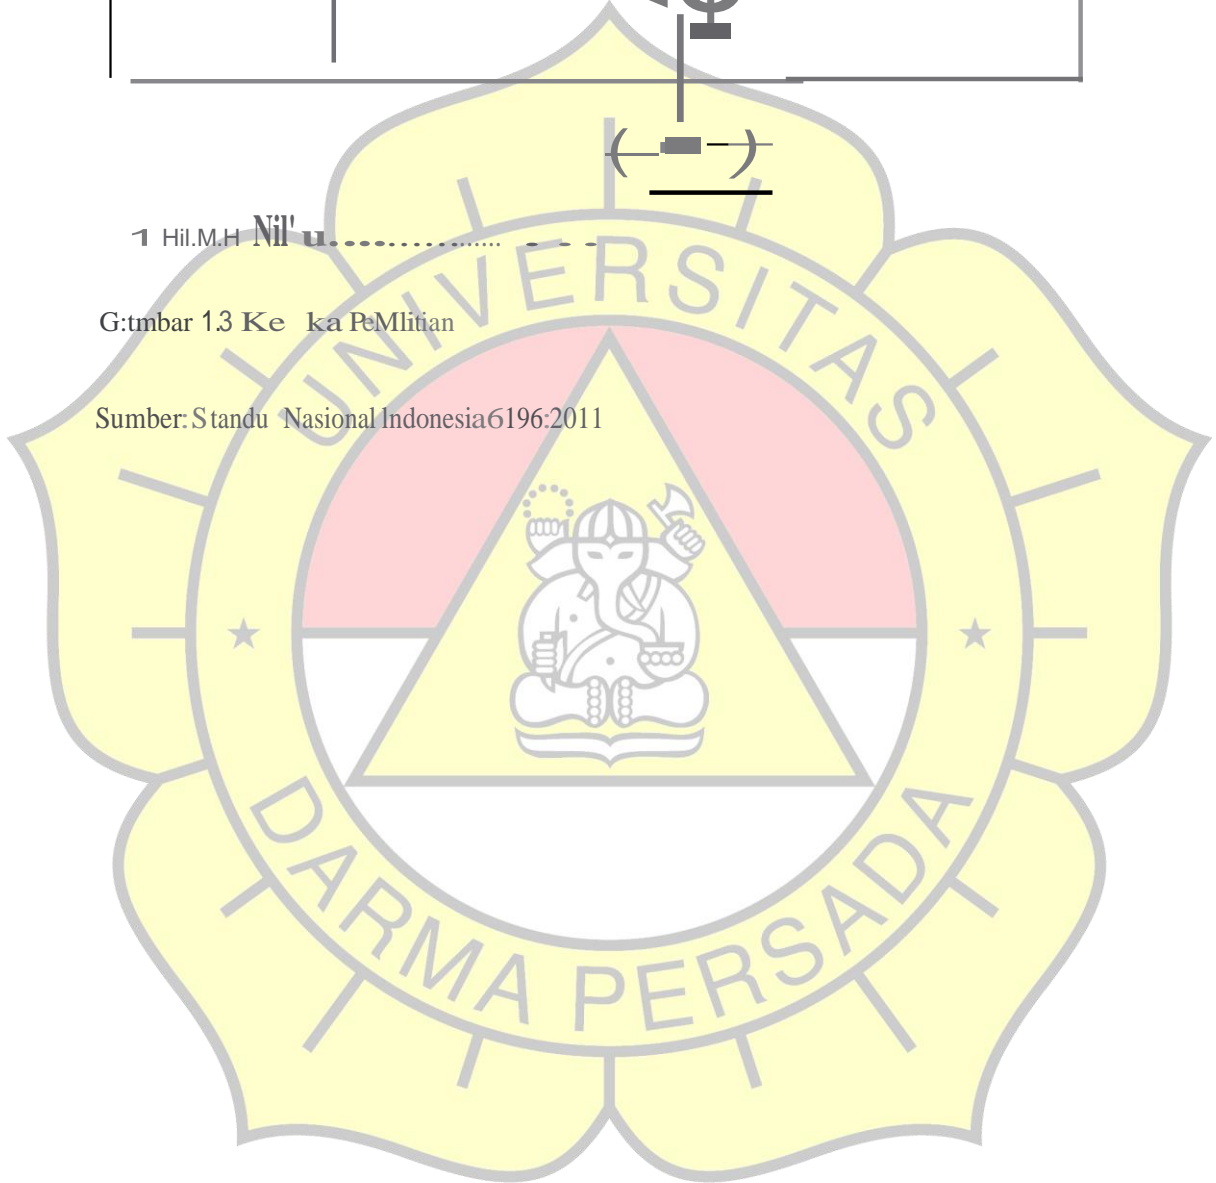 1 Hil.M.H Nil' u.................. - - -
G:tmbar 1.3 Ke ka PeMlitian
Sumber: Standu Nasional lndonesia 6196:2011
UNIVERSITAS
DARMA PERSADA